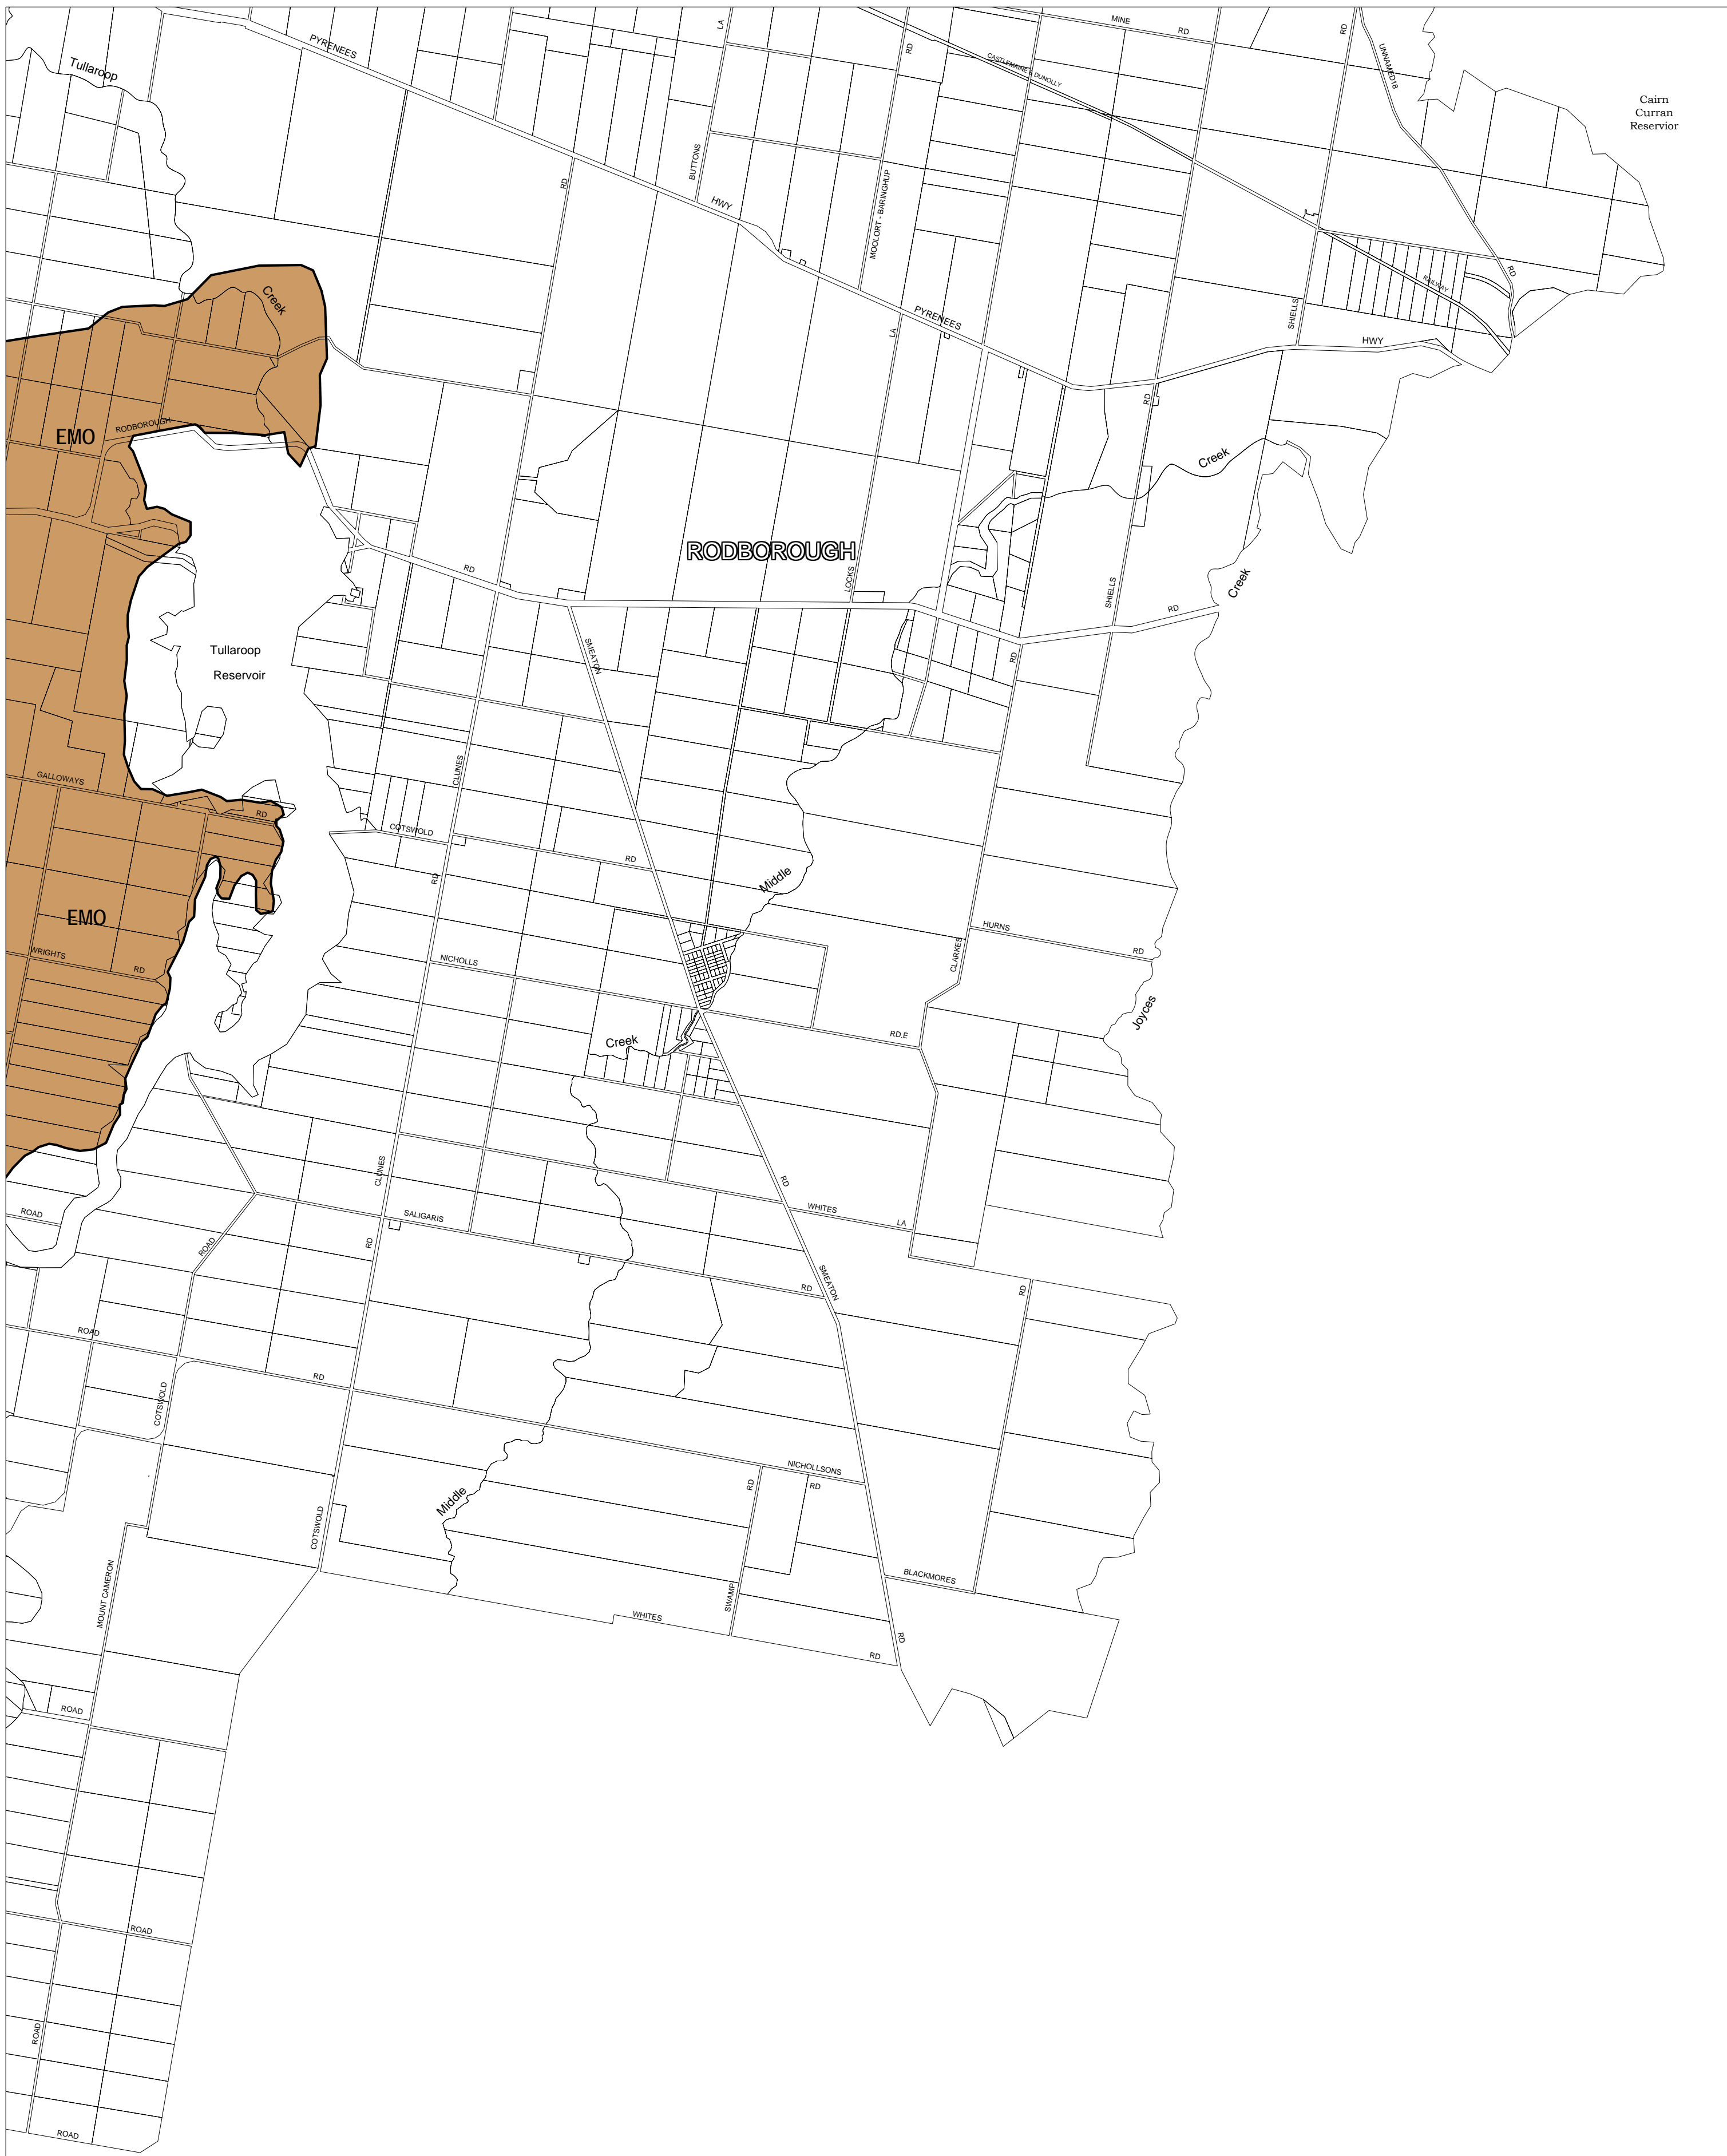 MINE
RD
LA
RD
RD
UNNAMED18
PYRENEES
CASTLEMAINE & DUNOLLY
Tullaroop
Cairn
Curran
Reservior
BUTTONS
RD
MOOLORT - BARINGHUP
HWY
RD
RAILWAY
Creek
PYRENEES
SHIELLS
LA
HWY
RD
RODBOROUGH
EMO
Creek
RODBOROUGH
RD
LOCKS
Creek
SHIELLS
RD
Tullaroop
Reservoir
SMEATON
RD
CLUNES
GALLOWAYS
RD
COTSWOLD
RD
RD
Middle
EMO
HURNS
RD
CLARKES
WRIGHTS
RD
NICHOLLS
Joyces
RD.E
Creek
CLUNES
RD
WHITES
LA
ROAD
SALIGARIS
ROAD
RD
SMEATON
RD
RD
ROAD
RD
COTSWOLD
NICHOLLSONS
RD
RD
Middle
COTSWOLD
MOUNT CAMERON
BLACKMORES
SWAMP
WHITES
RD
RD
ROAD
ROAD
ROAD
ROAD